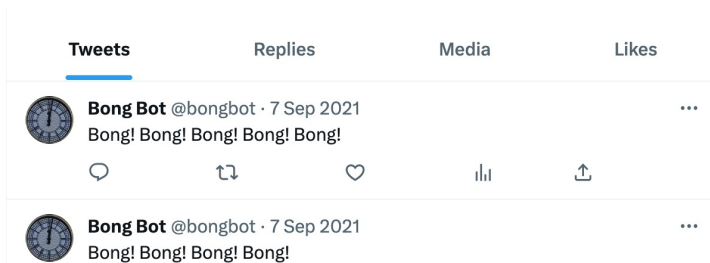 Tweets Replies Media Likes
Bong Bot @bongbot · 7 Sep 2021
Bong! Bong! Bong! Bong! Bong!
Bong Bot @bongbot · 7 Sep 2021
Bong! Bong! Bong! Bong!